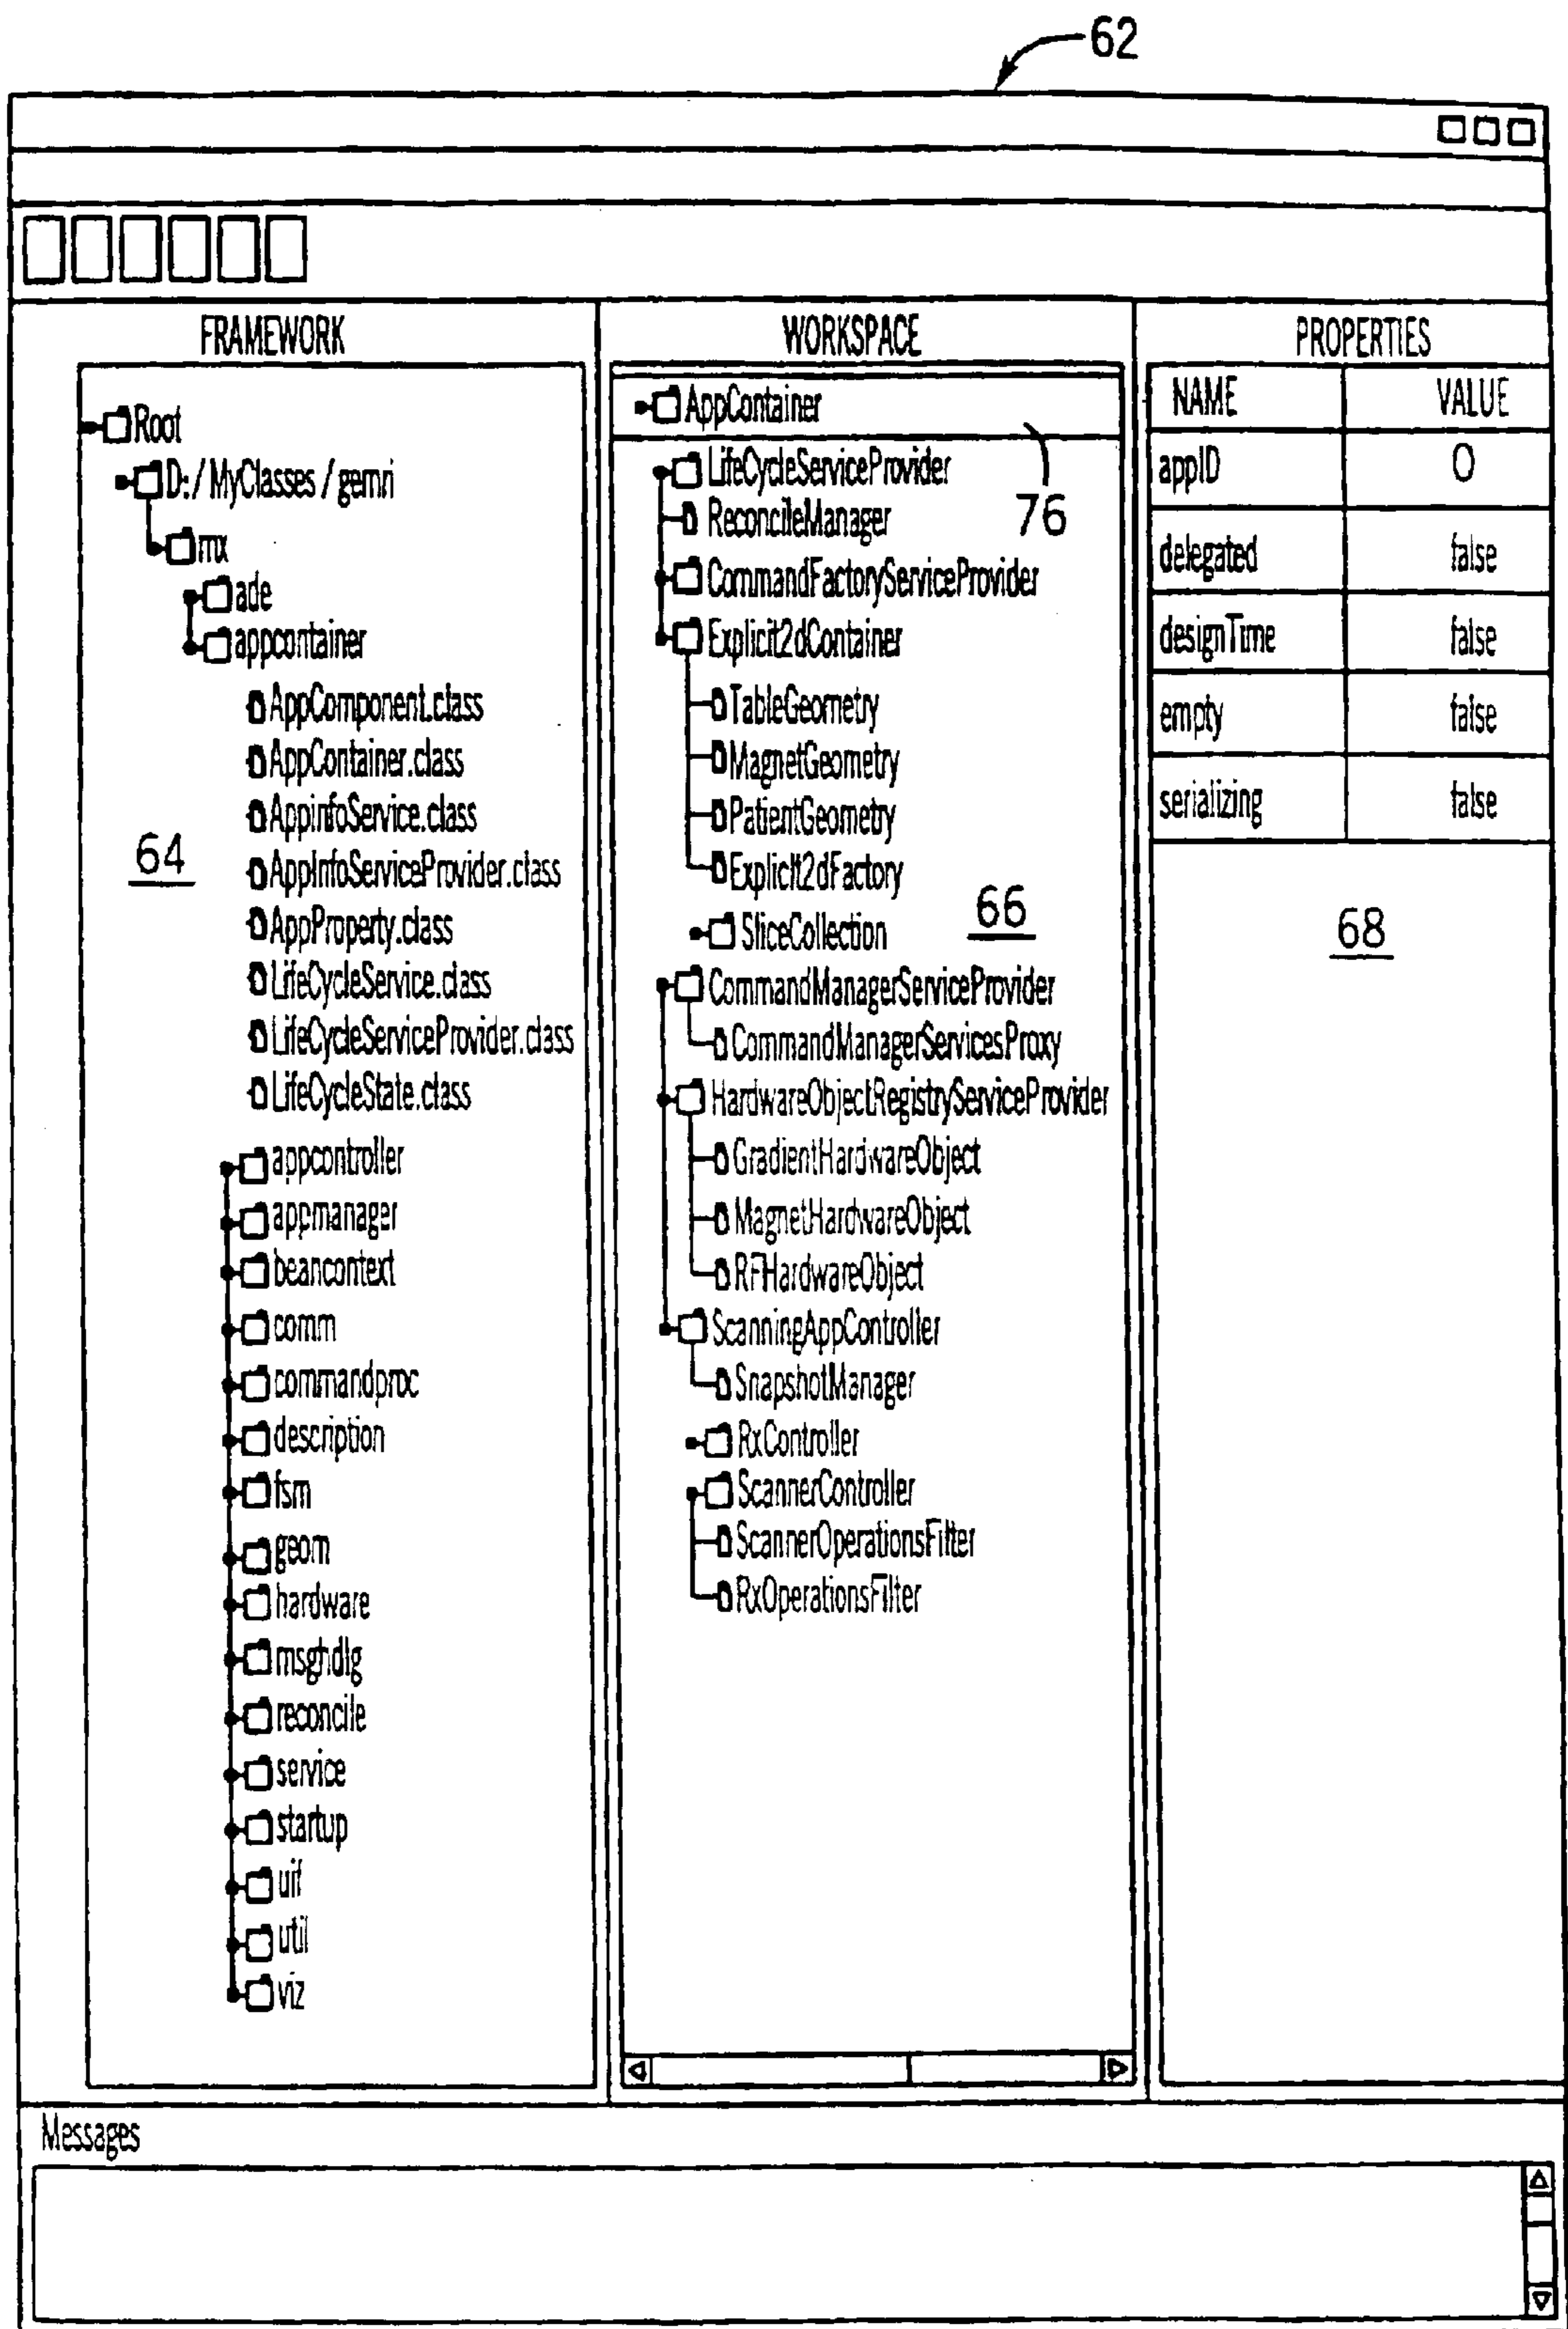 62
FRAMEWORK
Root
D:/ MyClasses / gemri
mx
ade
appcontainer
AppComponent.class
AppContainer.class
AppinfoService.class
AppInfoServiceProvider.class
AppProperty.class
LifeCycleService.class
LifeCycleServiceProvider.class
LifeCycleState.class
64
appcontroller
appmanager
beancontext
comm
commandproc
description
fsm
geom
hardware
msghdlg
reconcile
service
startup
uif
util
viz
WORKSPACE
AppContainer
76
LifeCycleServiceProvider
ReconcileManager
CommandFactoryServiceProvider
Explicit2dContainer
TableGeometry
MagnetGeometry
PatientGeometry
Explicit2dFactory
SliceCollection
66
CommandManagerServiceProvider
CommandManagerServicesProxy
HardwareObjectRegistryServiceProvider
GradientHardwareObject
MagnetHardwareObject
RFHardwareObject
ScanningAppController
SnapshotManager
RxController
ScannerController
ScannerOperationsFilter
RxOperationsFilter
PROPERTIES
NAME VALUE
appID 0
delegated false
designTime false
empty false
serializing false
68
Messages